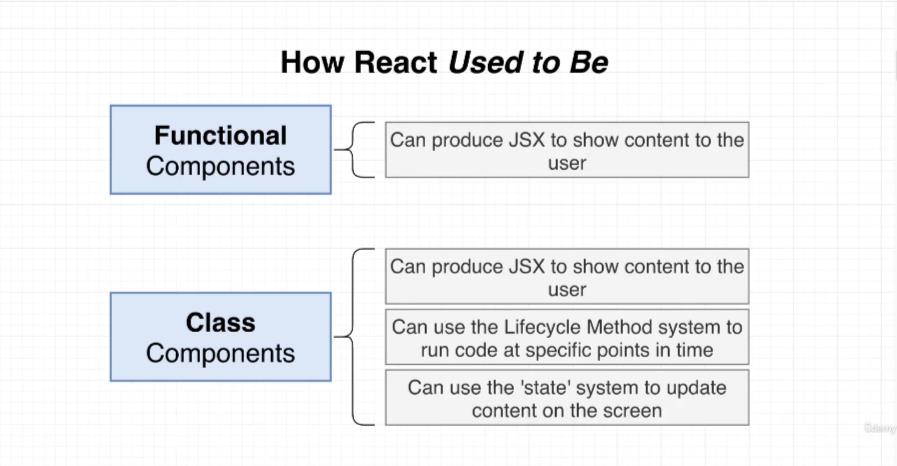 How React Used to Be
Functional
Components
Can produce JSX to show content to the
user
Class
Components
Can produce JSX to show content to the
user
Can use the Lifecycle Method system to
run code at specific points in time
Can use the 'state' system to update
content on the screen
Udemy